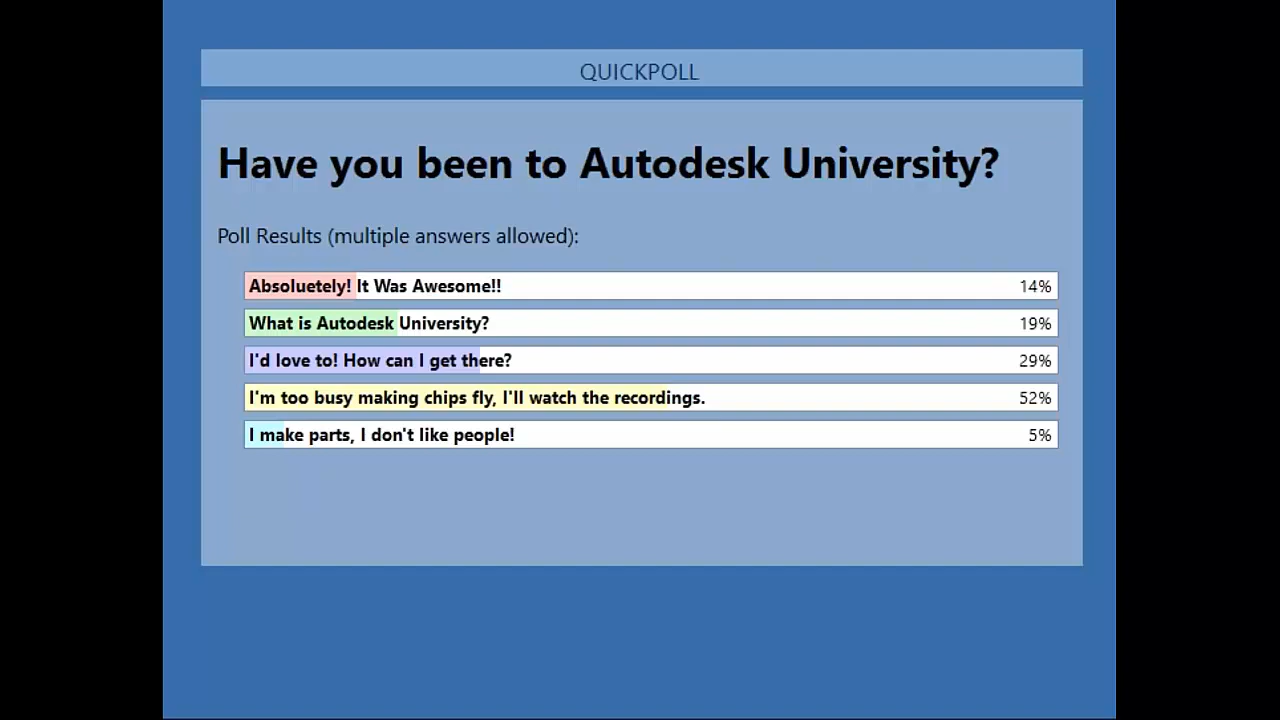 QUICKPOLL
Have you been to Autodesk University?
Poll Results (multiple answers allowed):
Absoluetely! It Was Awesome!! 14%
What is Autodesk University? 19%
I'd love to! How can I get there? 29%
I'm too busy making chips fly, I'll watch the recordings. 52%
I make parts, I don't like people! 5%